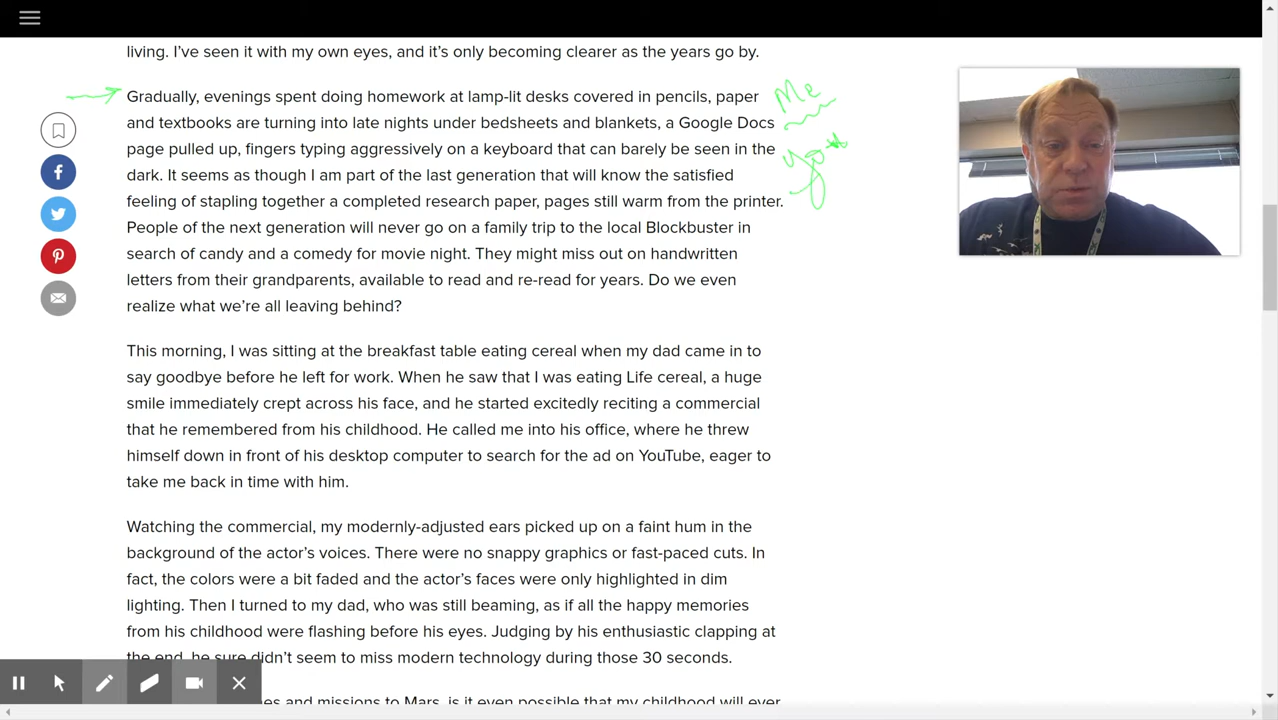 living. I've seen it with my own eyes, and it's only becoming clearer as the years go by.
Gradually, evenings spent doing homework at lamp-lit desks covered in pencils, paper
and textbooks are turning into late nights under bedsheets and blankets, a Google Docs
page pulled up, fingers typing aggressively on a keyboard that can barely be seen in the
dark. It seems as though I am part of the last generation that will know the satisfied
feeling of stapling together a completed research paper, pages still warm from the printer.
People of the next generation will never go on a family trip to the local Blockbuster in
search of candy and a comedy for movie night. They might miss out on handwritten
letters from their grandparents, available to read and re-read for years. Do we even
realize what we're all leaving behind?
Me
This morning, I was sitting at the breakfast table eating cereal when my dad came in to
say goodbye before he left for work. When he saw that I was eating Life cereal, a huge
smile immediately crept across his face, and he started excitedly reciting a commercial
that he remembered from his childhood. He called me into his office, where he threw
himself down in front of his desktop computer to search for the ad on YouTube, eager to
take me back in time with him.
Watching the commercial, my modernly-adjusted ears picked up on a faint hum in the
background of the actor's voices. There were no snappy graphics or fast-paced cuts. In
fact, the colors were a bit faded and the actor's faces were only highlighted in dim
lighting. Then I turned to my dad, who was still beaming, as if all the happy memories
from his childhood were flashing before his eyes. Judging by his enthusiastic clapping at
the end, he sure didn't seem to miss modern technology during those 30 seconds.
and missions to Mars, is it even possible that my childhood will ever